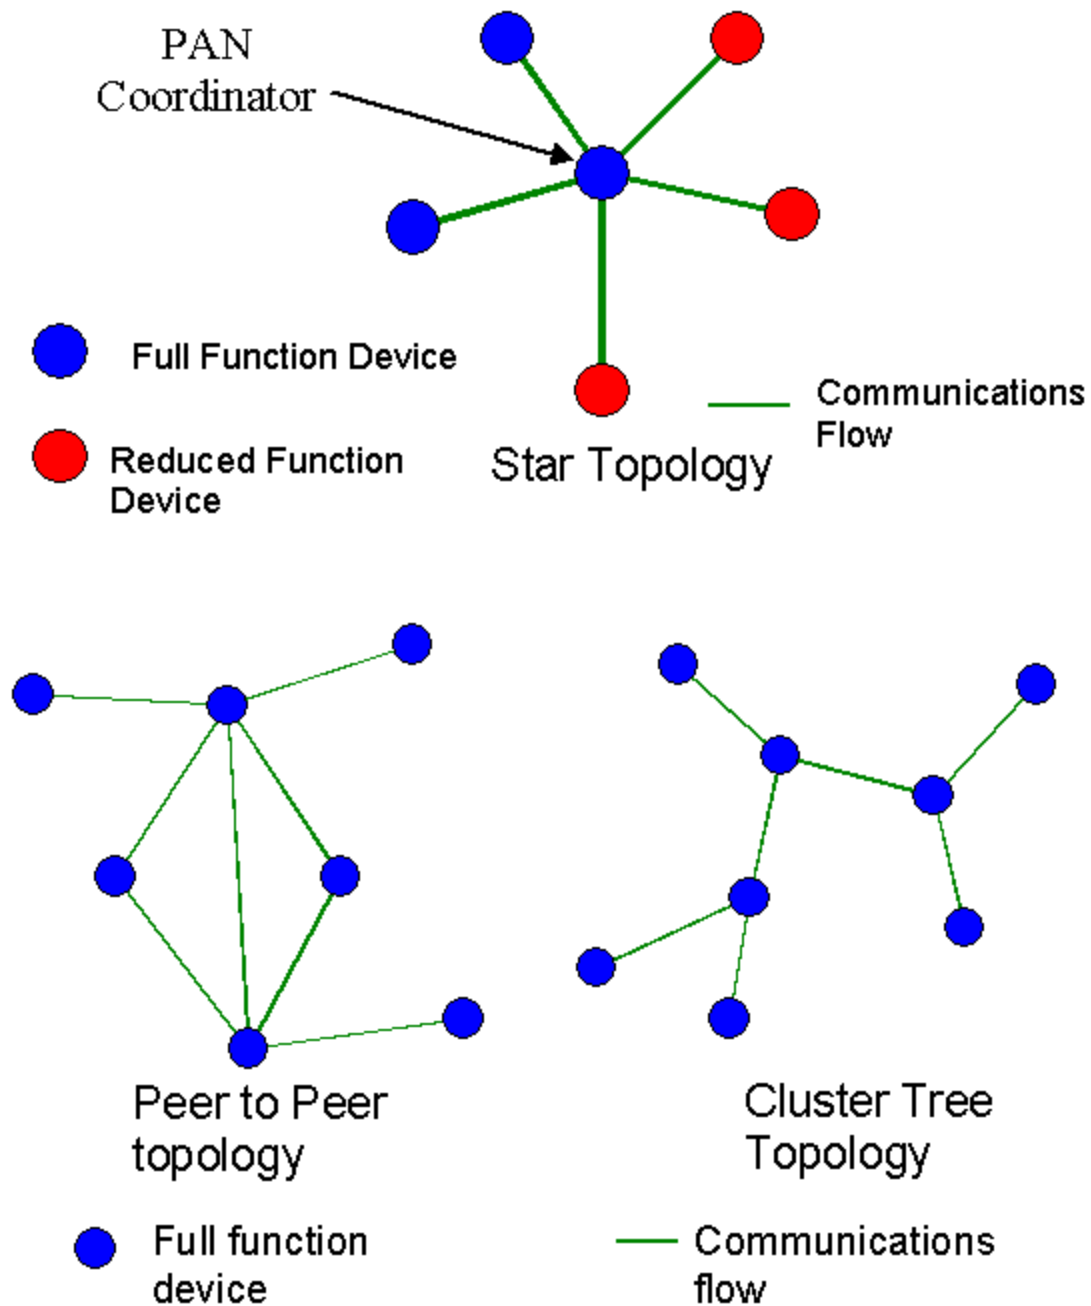 PAN
Coordinator
Full Function Device
Reduced Function
Device
Communications
Flow
Star Topology
Peer to Peer
topology
Cluster Tree
Topology
Full function
device
Communications
flow